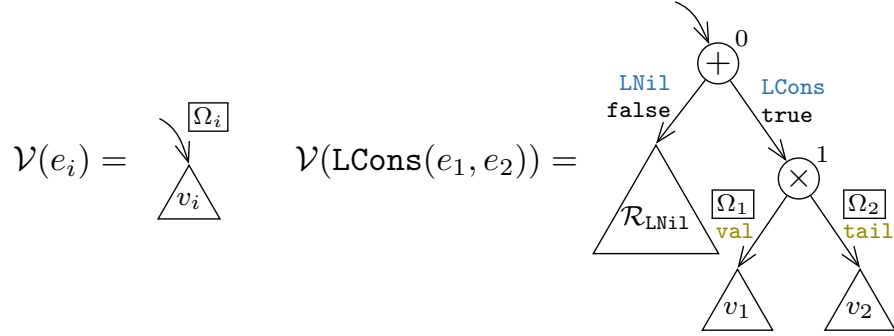 𝒱(eᵢ) = Ωᵢ vᵢ
𝒱(LCons(e₁, e₂)) =
+ 0
LNil LCons
false true
× 1
ℛ_LNil
Ω₁ Ω₂
val tail
v₁ v₂